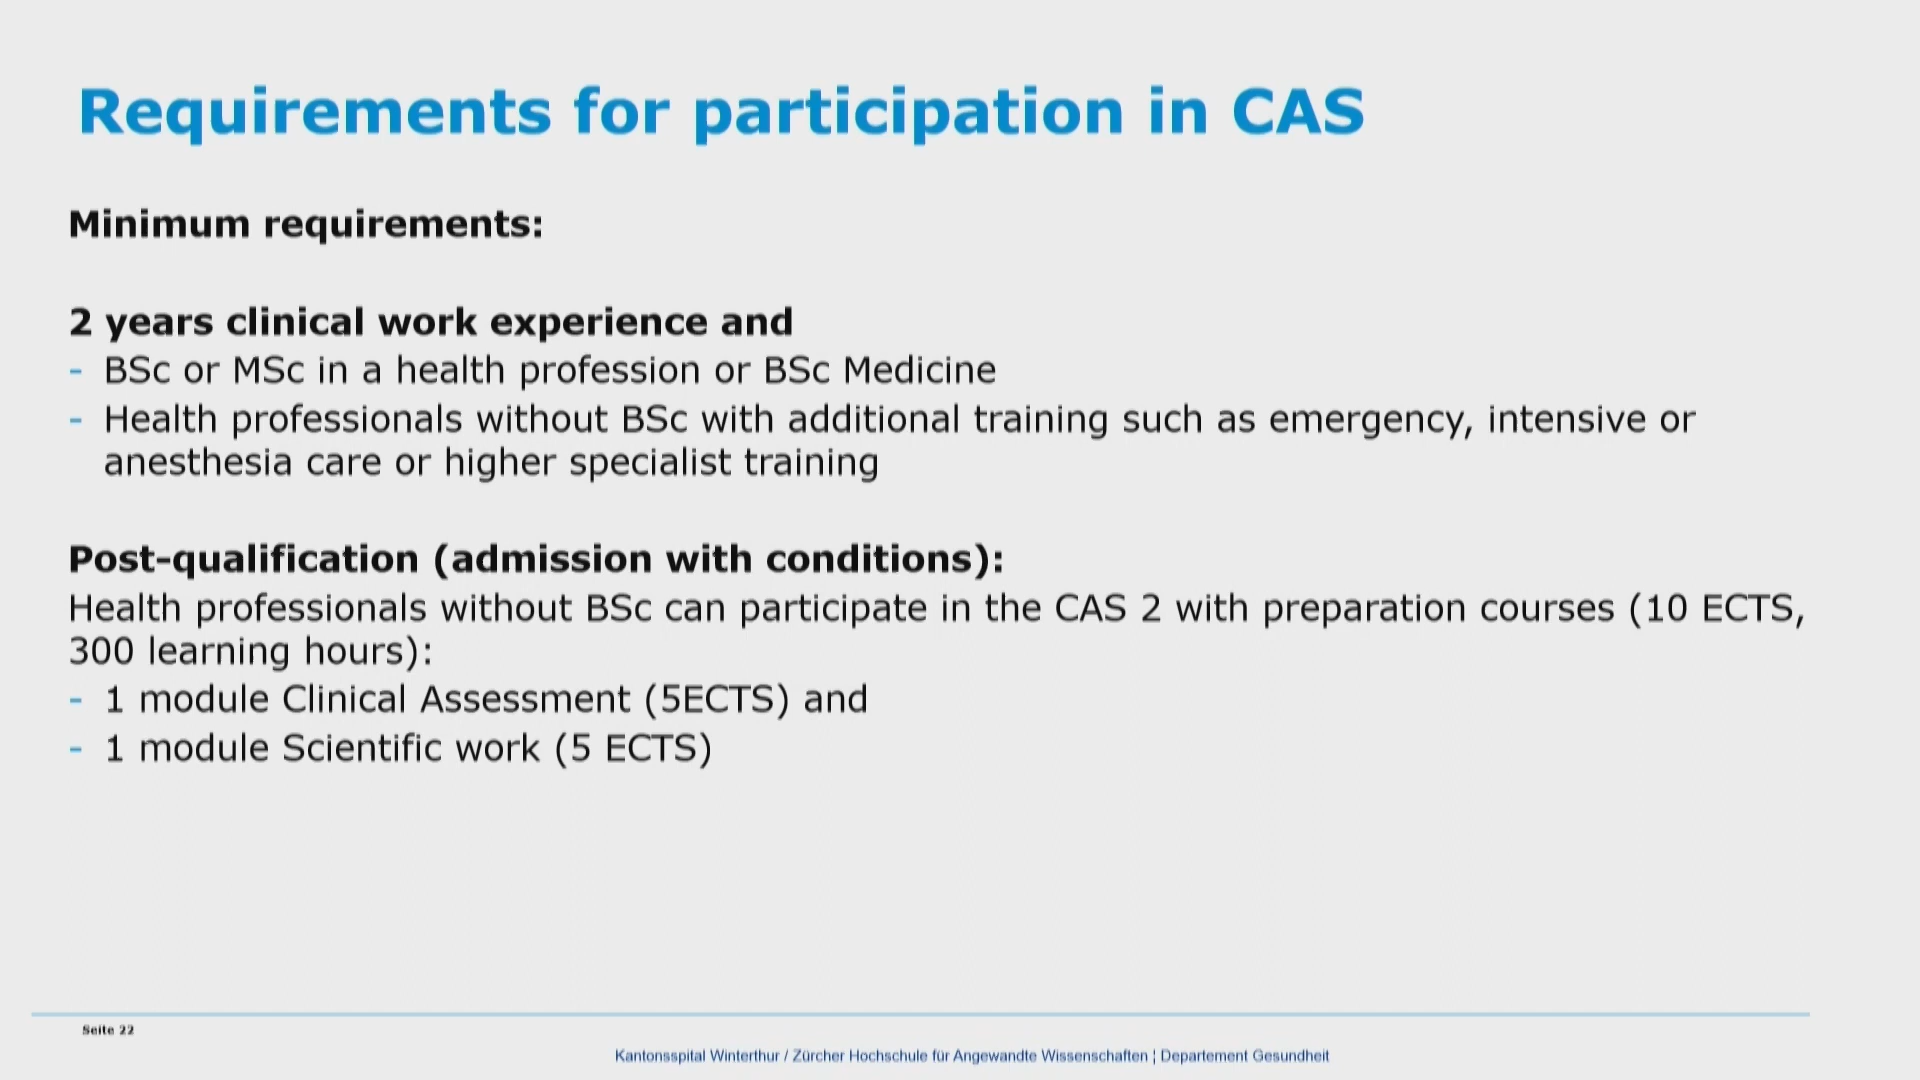 Requirements for participation in CAS
Minimum requirements:
2 years clinical work experience and
- BSc or MSc in a health profession or BSc Medicine
- Health professionals without BSc with additional training such as emergency, intensive or
anesthesia care or higher specialist training
Post-qualification (admission with conditions):
Health professionals without BSc can participate in the CAS 2 with preparation courses (10 ECTS,
300 learning hours):
- 1 module Clinical Assessment (5ECTS) and
- 1 module Scientific work (5 ECTS)
Seite 22
Kantonsspital Winterthur / Zürcher Hochschule für Angewandte Wissenschaften ¦ Departement Gesundheit